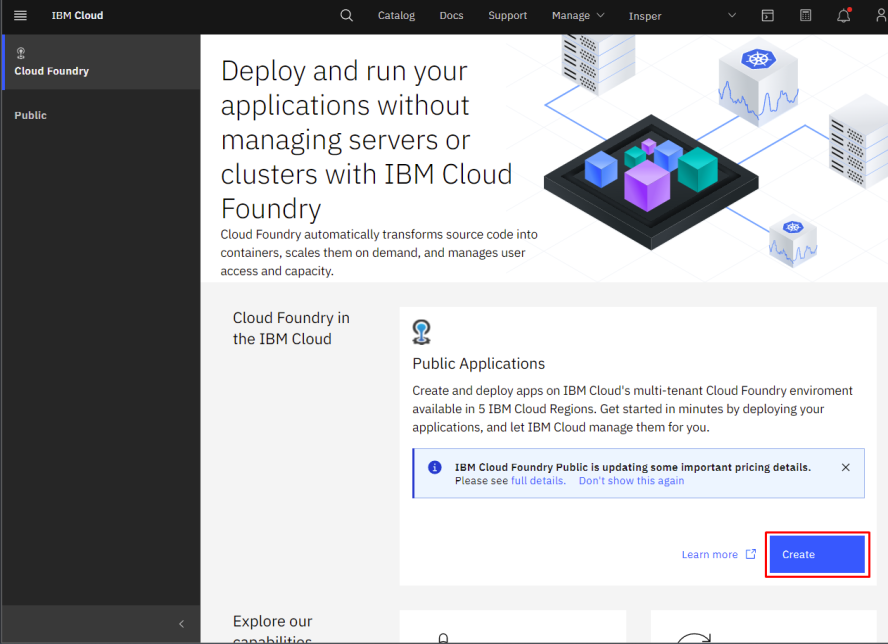 IBM Cloud
Catalog
Docs
Support
Manage
Insper
Cloud Foundry
Public
Deploy and run your
applications without
managing servers or
clusters with IBM Cloud
Foundry
Cloud Foundry automatically transforms source code into
containers, scales them on demand, and manages user
access and capacity.
Cloud Foundry in
the IBM Cloud
Public Applications
Create and deploy apps on IBM Cloud's multi-tenant Cloud Foundry enviroment
available in 5 IBM Cloud Regions. Get started in minutes by deploying your
applications, and let IBM Cloud manage them for you.
IBM Cloud Foundry Public is updating some important pricing details.
Please see full details. Don't show this again
Learn more
Create
Explore our
capabilities